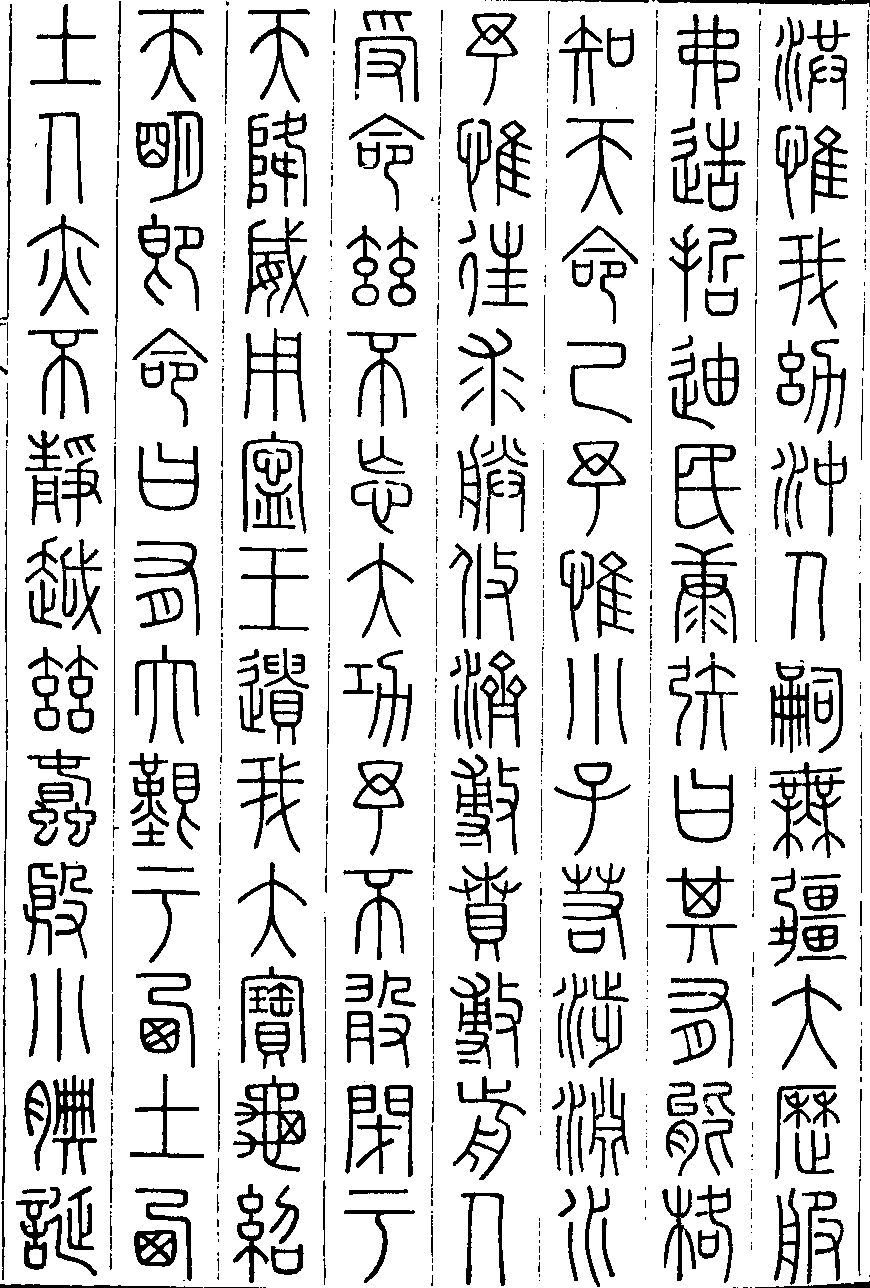 洪惟我幼沖人嗣無疆大歷服
弗造哲迪民康矧曰其有能格
知天命已予惟小子若涉淵水
予惟往求朕攸濟敷賁敷前人
受命茲不忘大功予不敢閉于
天降威用寧王遺我大寶龜紹
天明即命曰有大艱于西土西
土人亦不靜越茲蠢殷小腆誕